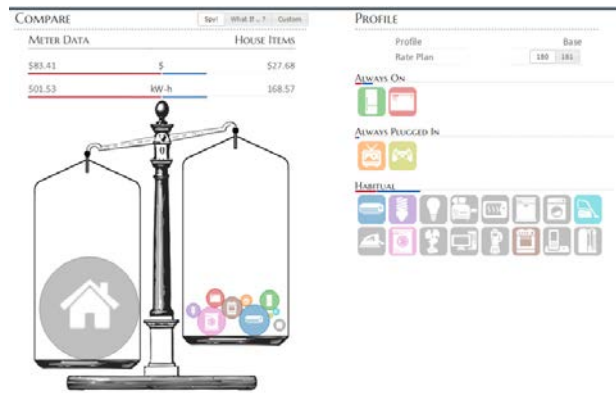 COMPARE
Spy! What If ... ? Custom
METER DATA HOUSE ITEMS
$83.41 $ $27.68
501.53 kW-h 168.57
PROFILE
Profile Base
Rate Plan 180 181
ALWAYS ON
ALWAYS PLUGGED IN
HABITUAL